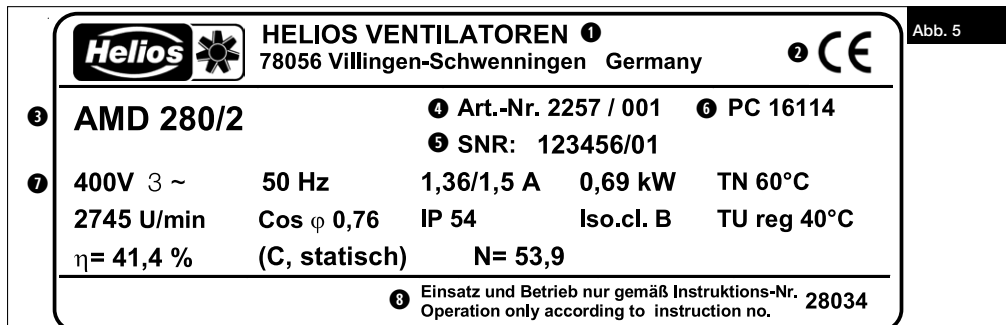 Abb. 5
Helios
HELIOS VENTILATOREN ❶
78056 Villingen-Schwenningen Germany
❷ CE
❸ AMD 280/2
❹ Art.-Nr. 2257 / 001 ❻ PC 16114
❺ SNR: 123456/01
❼ 400V 3 ~ 50 Hz 1,36/1,5 A 0,69 kW TN 60°C
2745 U/min Cos φ 0,76 IP 54 Iso.cl. B TU reg 40°C
η= 41,4 % (C, statisch) N= 53,9
❽ Einsatz und Betrieb nur gemäß Instruktions-Nr. 28034
Operation only according to instruction no.